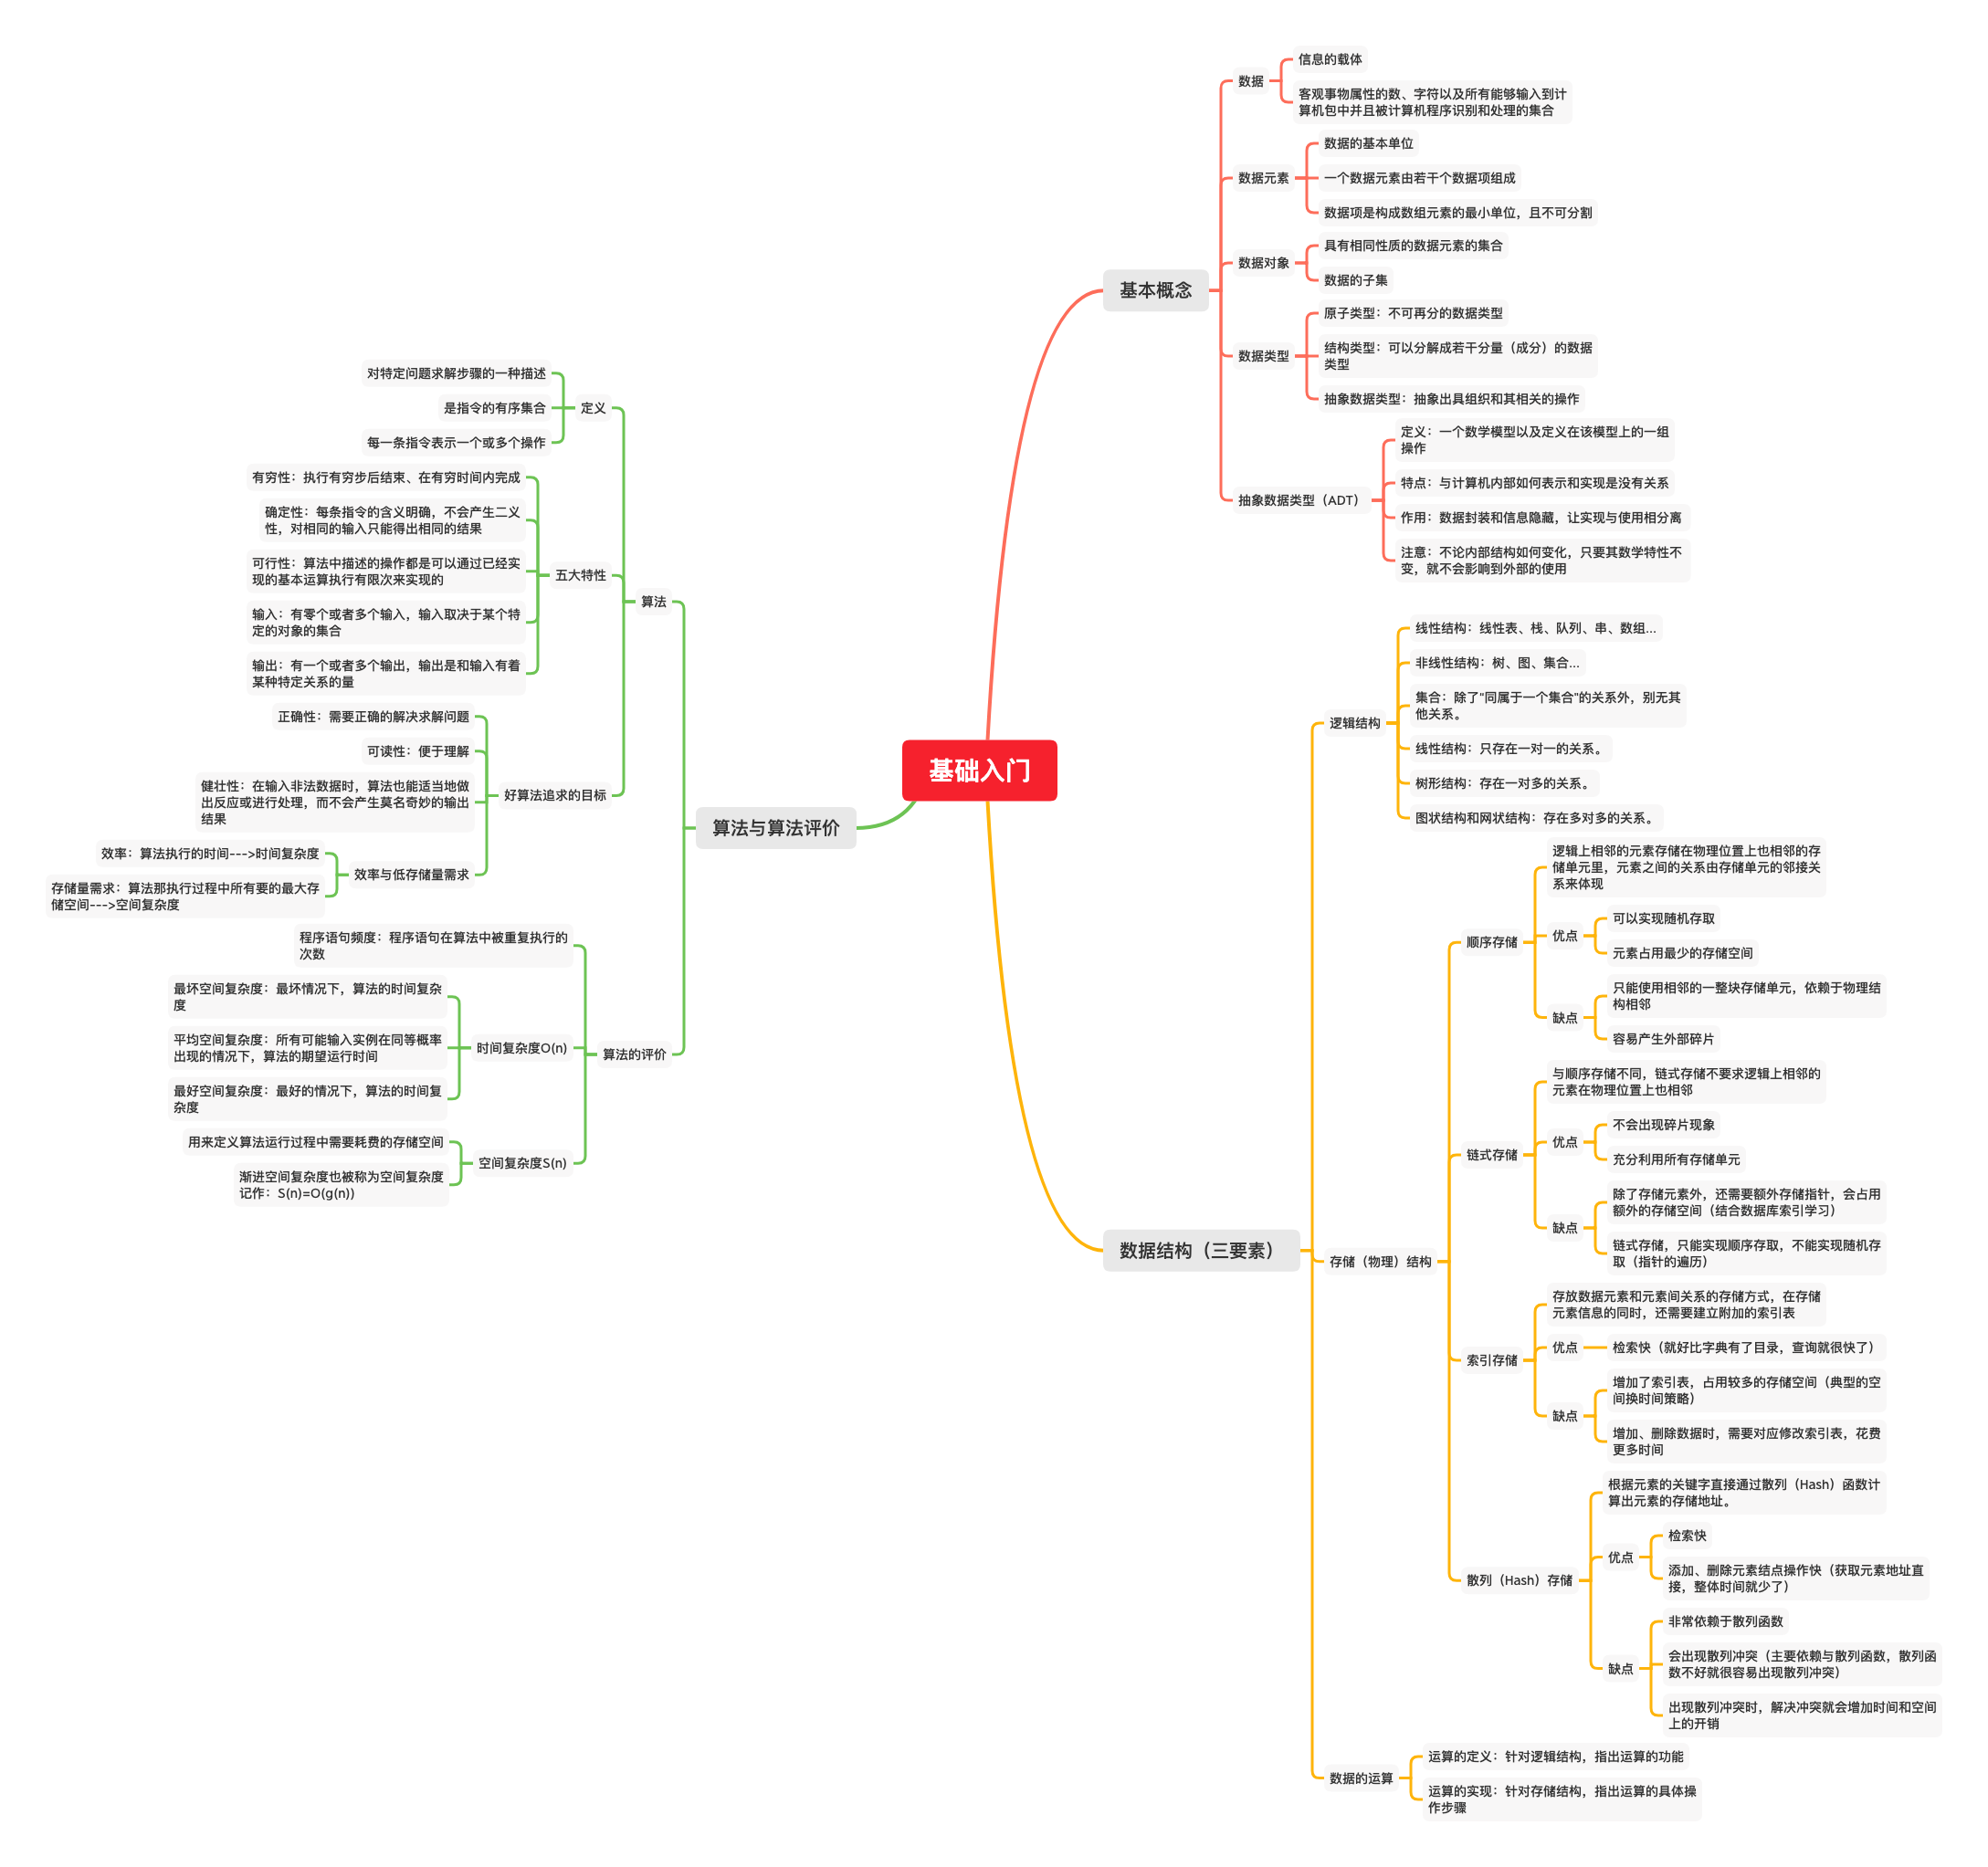 基础入门
基本概念
数据
信息的载体
客观事物属性的数、字符以及所有能够输入到计
算机包中并且被计算机程序识别和处理的集合
数据元素
数据的基本单位
一个数据元素由若干个数据项组成
数据项是构成数组元素的最小单位，且不可分割
数据对象
具有相同性质的数据元素的集合
数据的子集
数据类型
原子类型：不可再分的数据类型
结构类型：可以分解成若干分量（成分）的数据
类型
抽象数据类型：抽象出具组织和其相关的操作
抽象数据类型（ADT）
定义：一个数学模型以及定义在该模型上的一组
操作
特点：与计算机内部如何表示和实现是没有关系
作用：数据封装和信息隐藏，让实现与使用相分离
注意：不论内部结构如何变化，只要其数学特性不
变，就不会影响到外部的使用
数据结构（三要素）
逻辑结构
线性结构：线性表、栈、队列、串、数组...
非线性结构：树、图、集合...
集合：除了"同属于一个集合"的关系外，别无其
他关系。
线性结构：只存在一对一的关系。
树形结构：存在一对多的关系。
图状结构和网状结构：存在多对多的关系。
存储（物理）结构
顺序存储
逻辑上相邻的元素存储在物理位置上也相邻的存
储单元里，元素之间的关系由存储单元的邻接关
系来体现
优点
可以实现随机存取
元素占用最少的存储空间
缺点
只能使用相邻的一整块存储单元，依赖于物理结
构相邻
容易产生外部碎片
链式存储
与顺序存储不同，链式存储不要求逻辑上相邻的
元素在物理位置上也相邻
优点
不会出现碎片现象
充分利用所有存储单元
缺点
除了存储元素外，还需要额外存储指针，会占用
额外的存储空间（结合数据库索引学习）
链式存储，只能实现顺序存取，不能实现随机存
取（指针的遍历）
索引存储
存放数据元素和元素间关系的存储方式，在存储
元素信息的同时，还需要建立附加的索引表
优点
检索快（就好比字典有了目录，查询就很快了）
缺点
增加了索引表，占用较多的存储空间（典型的空
间换时间策略）
增加、删除数据时，需要对应修改索引表，花费
更多时间
散列（Hash）存储
根据元素的关键字直接通过散列（Hash）函数计
算出元素的存储地址。
优点
检索快
添加、删除元素结点操作快（获取元素地址直
接，整体时间就少了）
缺点
非常依赖于散列函数
会出现散列冲突（主要依赖与散列函数，散列函
数不好就很容易出现散列冲突）
出现散列冲突时，解决冲突就会增加时间和空间
上的开销
数据的运算
运算的定义：针对逻辑结构，指出运算的功能
运算的实现：针对存储结构，指出运算的具体操
作步骤
算法与算法评价
算法
定义
对特定问题求解步骤的一种描述
是指令的有序集合
每一条指令表示一个或多个操作
五大特性
有穷性：执行有穷步后结束、在有穷时间内完成
确定性：每条指令的含义明确，不会产生二义
性，对相同的输入只能得出相同的结果
可行性：算法中描述的操作都是可以通过已经实
现的基本运算执行有限次来实现的
输入：有零个或者多个输入，输入取决于某个特
定的对象的集合
输出：有一个或者多个输出，输出是和输入有着
某种特定关系的量
好算法追求的目标
正确性：需要正确的解决求解问题
可读性：便于理解
健壮性：在输入非法数据时，算法也能适当地做
出反应或进行处理，而不会产生莫名奇妙的输出
结果
效率与低存储量需求
效率：算法执行的时间--->时间复杂度
存储量需求：算法那执行过程中所有要的最大存
储空间--->空间复杂度
算法的评价
程序语句频度：程序语句在算法中被重复执行的
次数
时间复杂度O(n)
最坏空间复杂度：最坏情况下，算法的时间复杂
度
平均空间复杂度：所有可能输入实例在同等概率
出现的情况下，算法的期望运行时间
最好空间复杂度：最好的情况下，算法的时间复
杂度
空间复杂度S(n)
用来定义算法运行过程中需要耗费的存储空间
渐进空间复杂度也被称为空间复杂度
记作：S(n)=O(g(n))